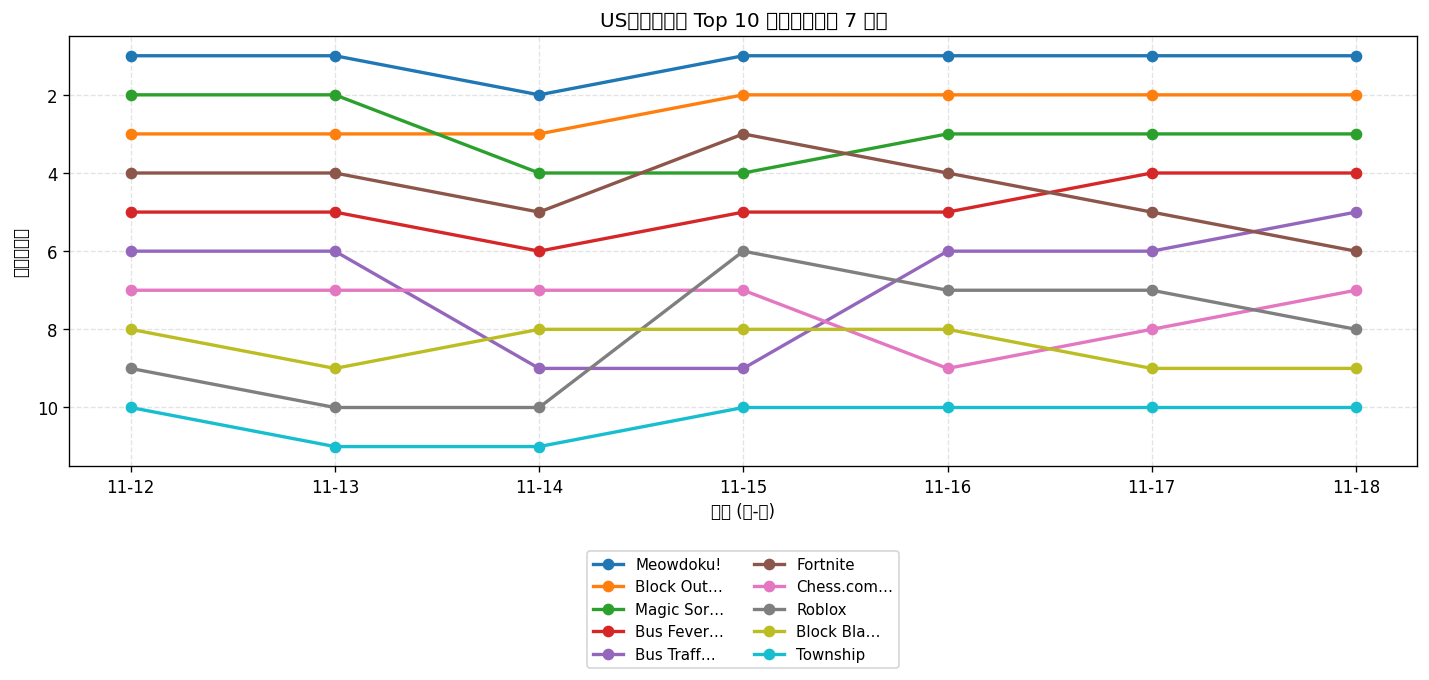 US Top 10 7
2
4
6
8
10
11-12
11-13
11-14
11-15
11-16
11-17
11-18
( - )
Meowdoku!
Block Out...
Magic Sor...
Bus Fever...
Bus Traff...
Fortnite
Chess.com...
Roblox
Block Bla...
Township